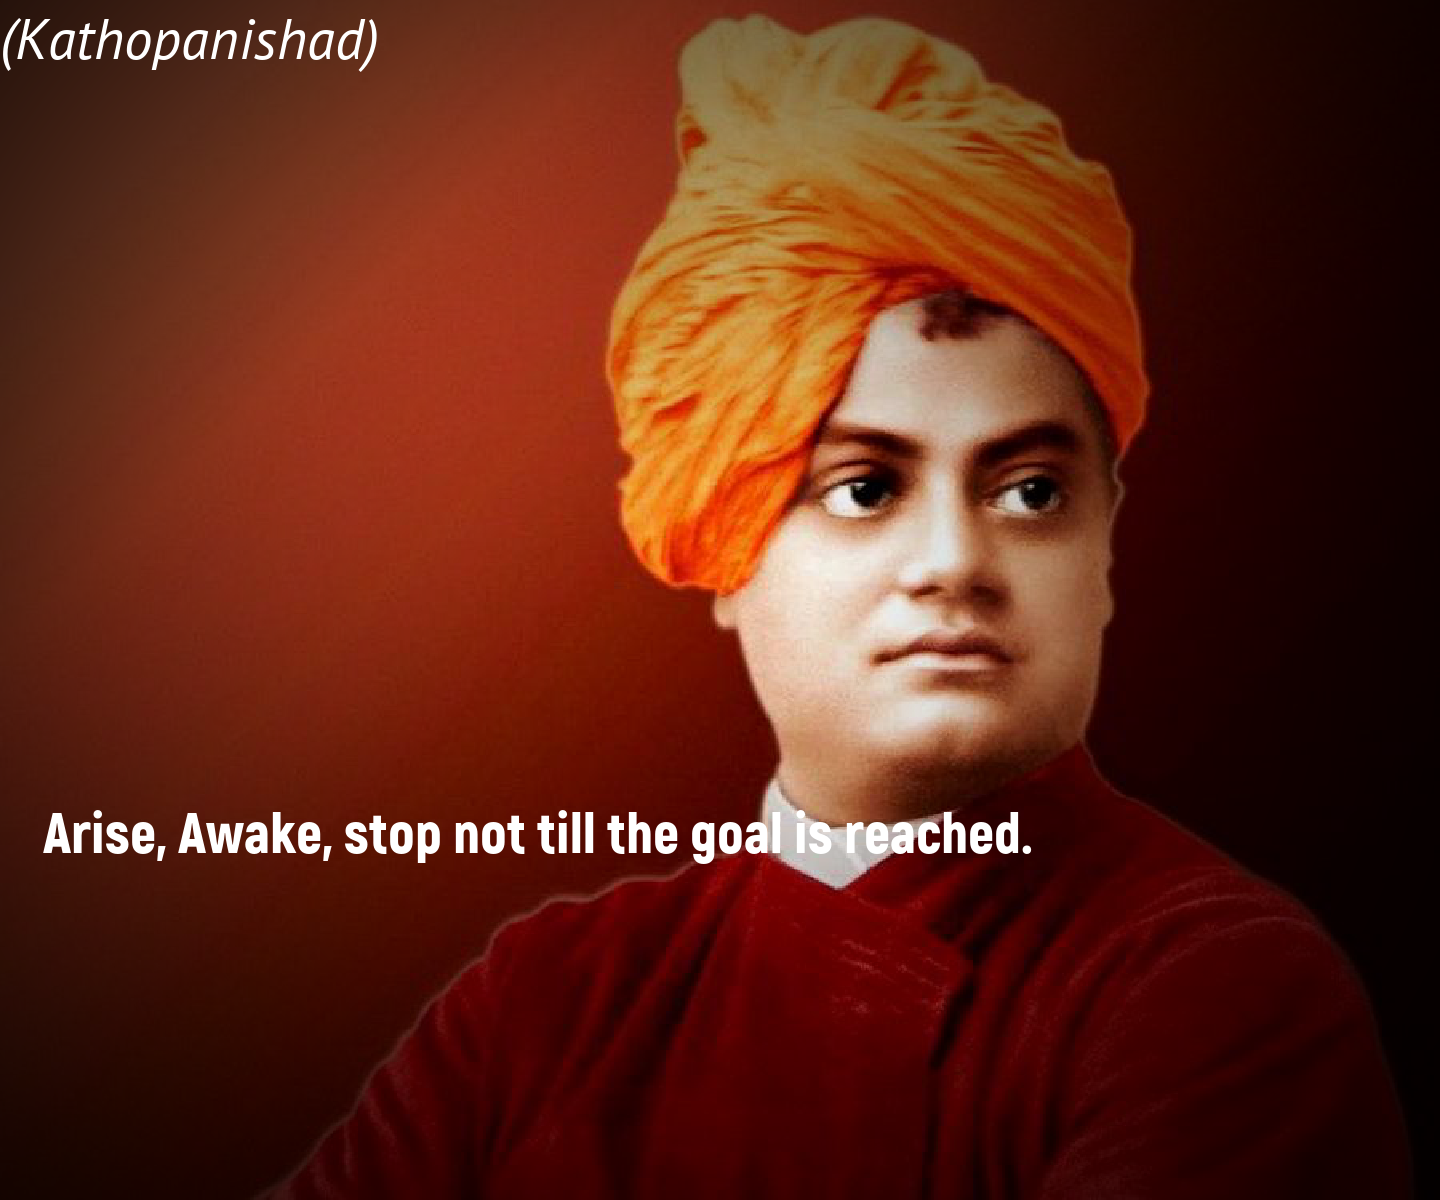 (Kathopanishad)
Arise, Awake, stop not till the goal is reached.